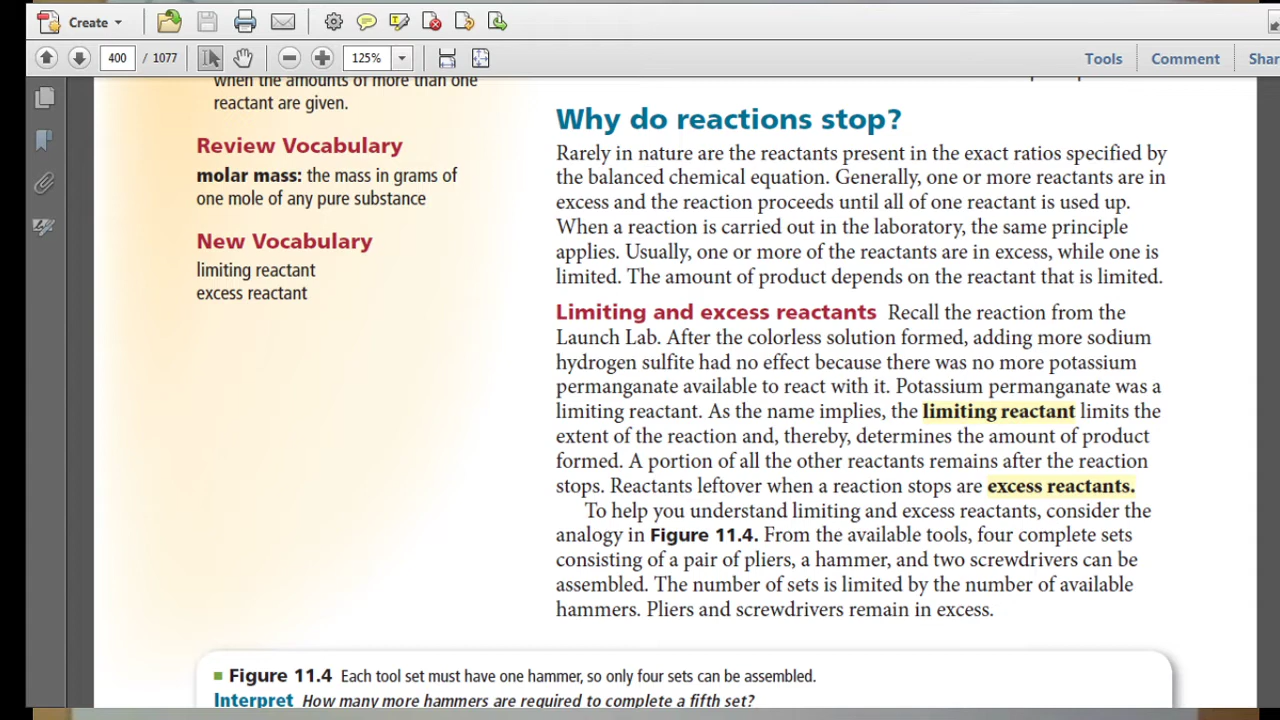 Create
400 / 1077
125%
Tools
Comment
when the amounts of more than one
reactant are given.
Review Vocabulary
molar mass: the mass in grams of
one mole of any pure substance
New Vocabulary
limiting reactant
excess reactant
Why do reactions stop?
Rarely in nature are the reactants present in the exact ratios specified by
the balanced chemical equation. Generally, one or more reactants are in
excess and the reaction proceeds until all of one reactant is used up.
When a reaction is carried out in the laboratory, the same principle
applies. Usually, one or more of the reactants are in excess, while one is
limited. The amount of product depends on the reactant that is limited.
Limiting and excess reactants Recall the reaction from the
Launch Lab. After the colorless solution formed, adding more sodium
hydrogen sulfite had no effect because there was no more potassium
permanganate available to react with it. Potassium permanganate was a
limiting reactant. As the name implies, the limiting reactant limits the
extent of the reaction and, thereby, determines the amount of product
formed. A portion of all the other reactants remains after the reaction
stops. Reactants leftover when a reaction stops are excess reactants.
To help you understand limiting and excess reactants, consider the
analogy in Figure 11.4. From the available tools, four complete sets
consisting of a pair of pliers, a hammer, and two screwdrivers can be
assembled. The number of sets is limited by the number of available
hammers. Pliers and screwdrivers remain in excess.
Figure 11.4 Each tool set must have one hammer, so only four sets can be assembled.
Interpret How many more hammers are required to complete a fifth set?